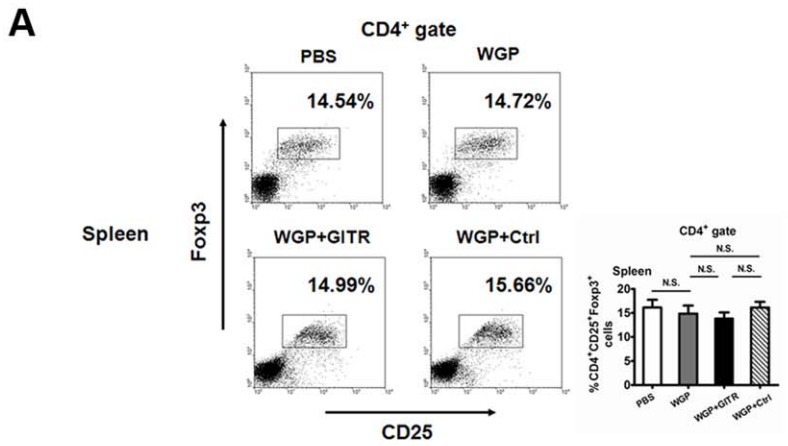 A
CD4⁺ gate
PBS
WGP
14.54%
14.72%
WGP+GITR
WGP+Ctrl
14.99%
15.66%
Foxp3
Spleen
CD25
CD4⁺ gate
N.S.
N.S.
N.S.
N.S.
Spleen
20
15
10
5
0
%CD4⁺CD25⁺Foxp3⁺
cells
PBS
WGP
WGP+GITR
WGP+Ctrl